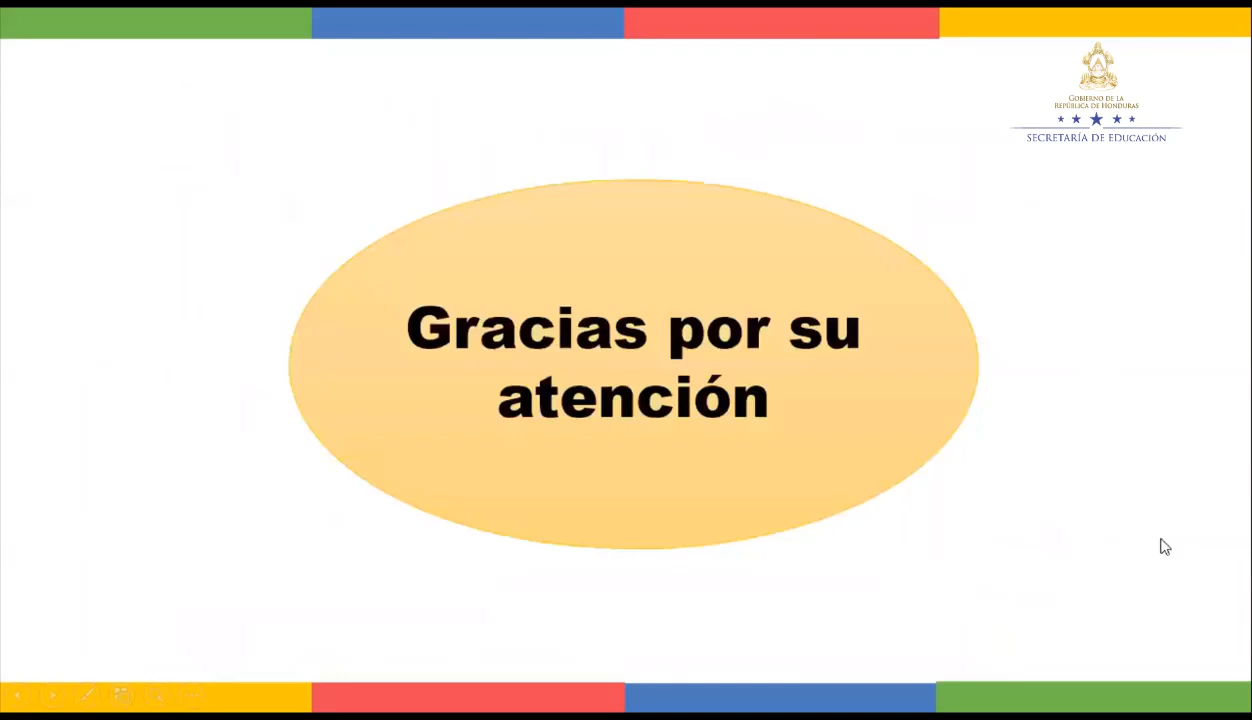 GOBIERNO DE LA
REPÚBLICA DE HONDURAS
SECRETARÍA DE EDUCACIÓN
Gracias por su
atención